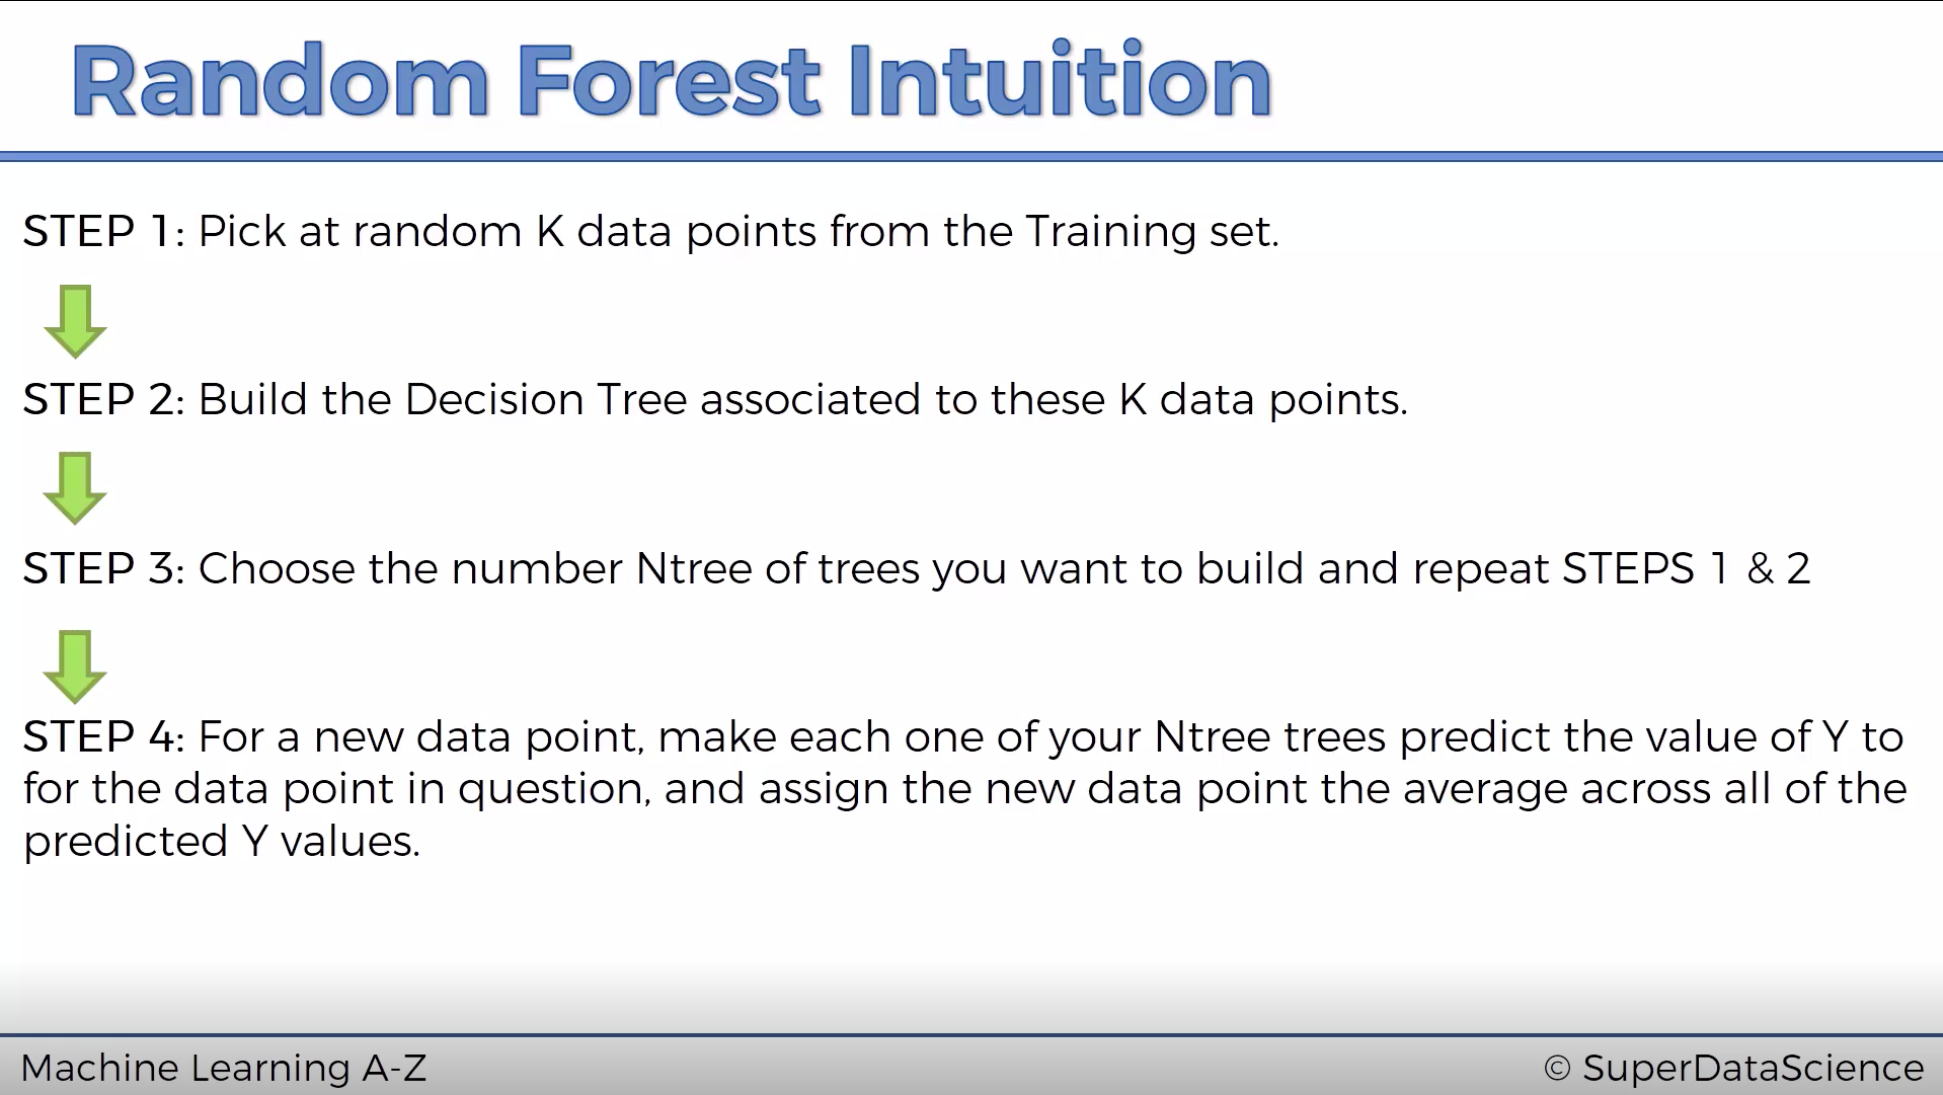 Random Forest Intuition
STEP 1: Pick at random K data points from the Training set.
STEP 2: Build the Decision Tree associated to these K data points.
STEP 3: Choose the number Ntree of trees you want to build and repeat STEPS 1 & 2
STEP 4: For a new data point, make each one of your Ntree trees predict the value of Y to
for the data point in question, and assign the new data point the average across all of the
predicted Y values.
Machine Learning A-Z
© SuperDataScience